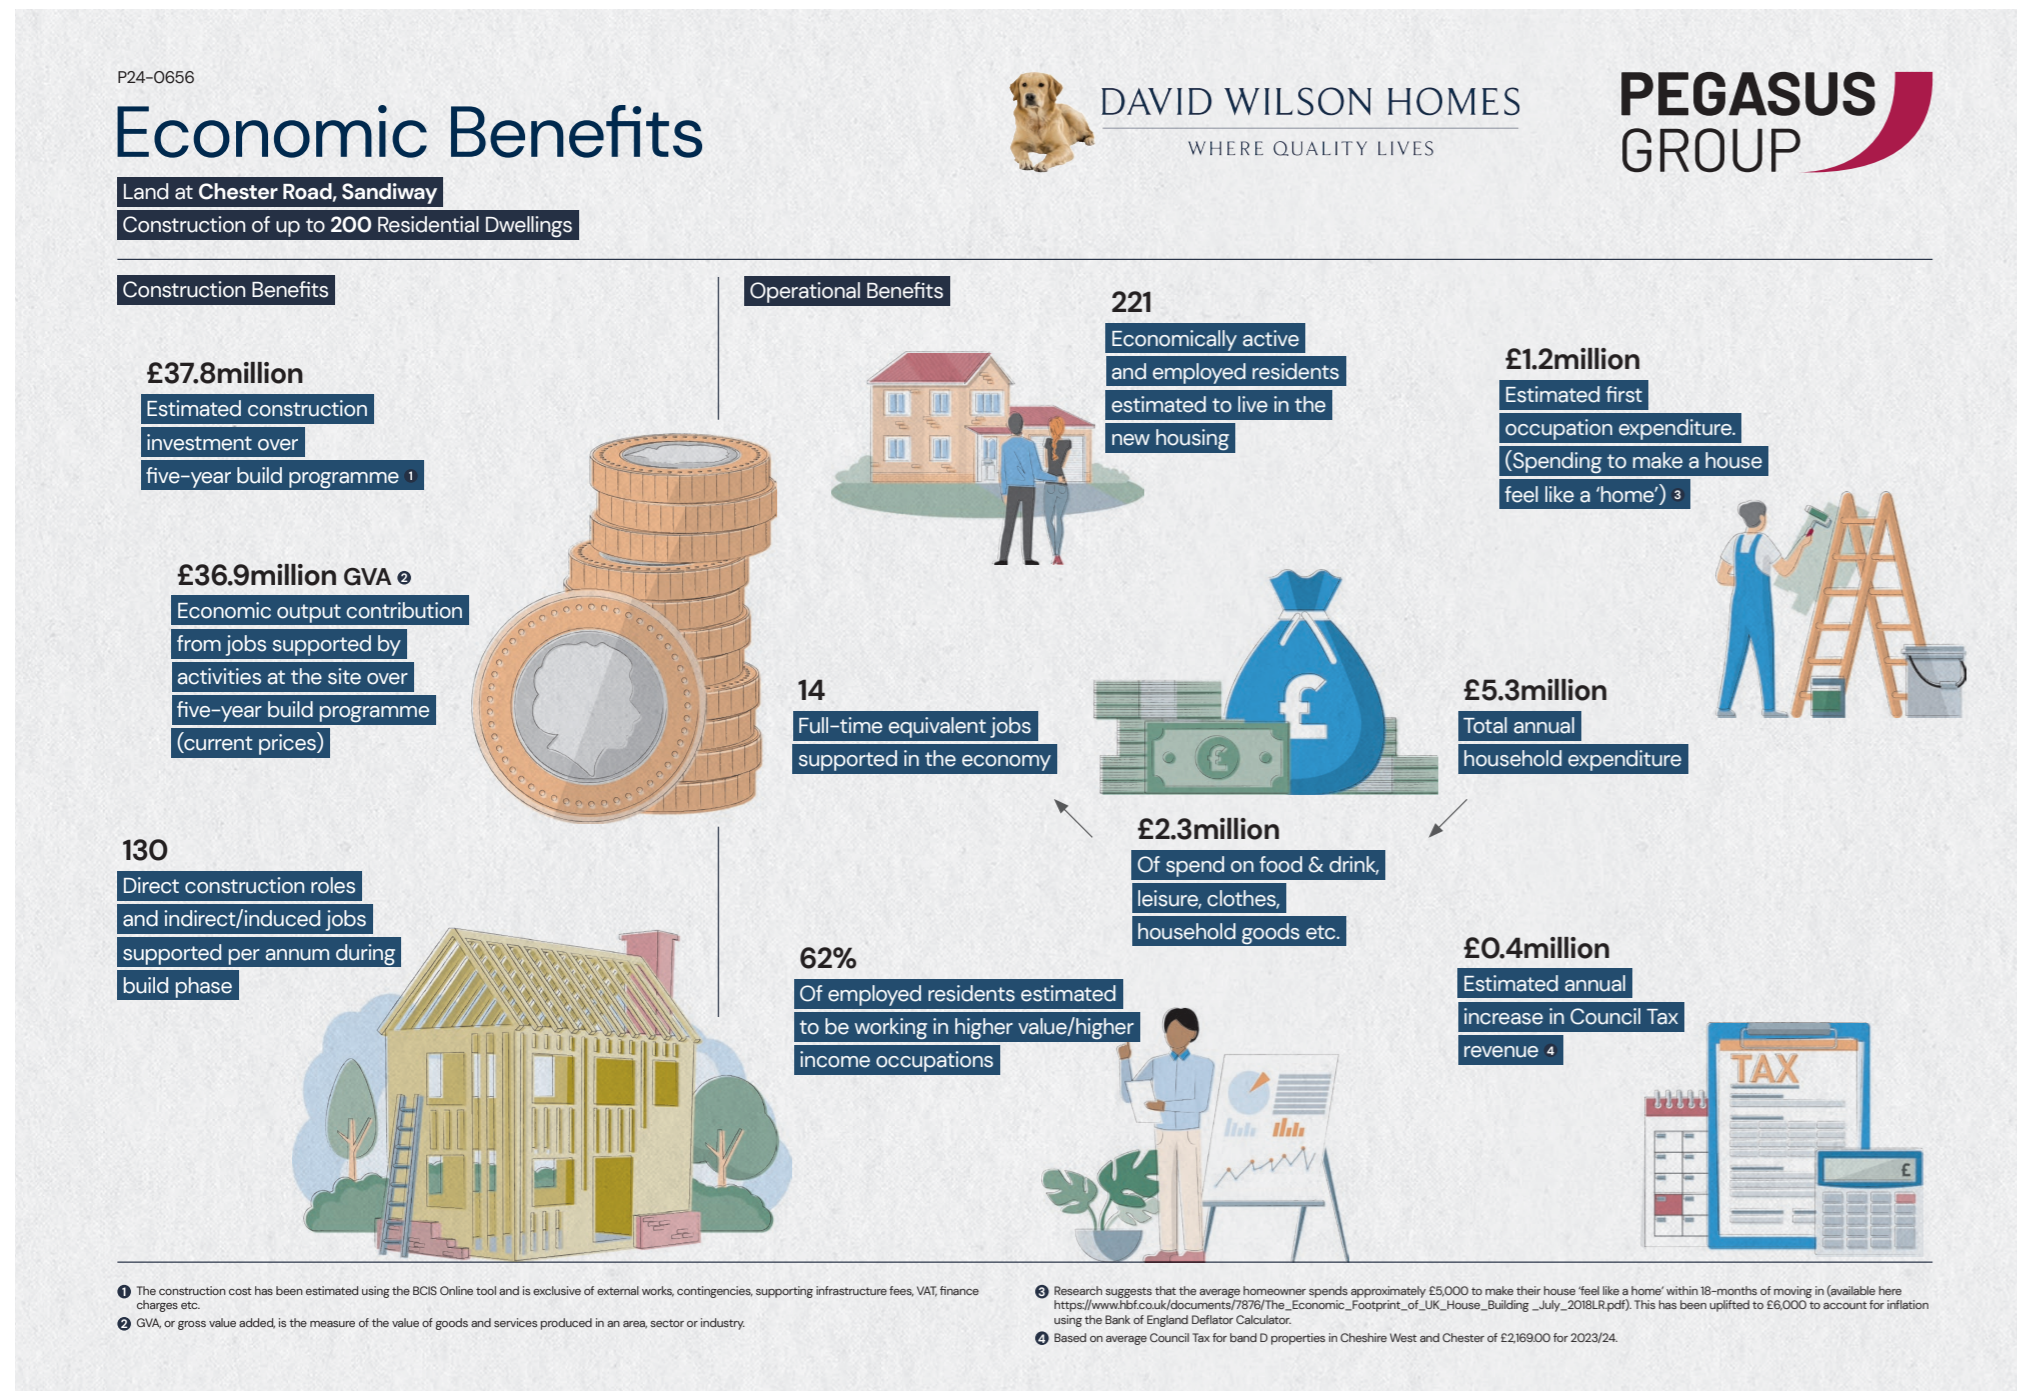 P24-0656
Economic Benefits
Land at Chester Road, Sandiway
Construction of up to 200 Residential Dwellings
DAVID WILSON HOMES
WHERE QUALITY LIVES
PEGASUS
GROUP
Construction Benefits
£37.8million
Estimated construction
investment over
five-year build programme 1
£36.9million GVA 2
Economic output contribution
from jobs supported by
activities at the site over
five-year build programme
(current prices)
130
Direct construction roles
and indirect/induced jobs
supported per annum during
build phase
Operational Benefits
221
Economically active
and employed residents
estimated to live in the
new housing
£1.2million
Estimated first
occupation expenditure.
(Spending to make a house
feel like a ‘home’) 3
14
Full-time equivalent jobs
supported in the economy
£
£
£5.3million
Total annual
household expenditure
£2.3million
Of spend on food & drink,
leisure, clothes,
household goods etc.
62%
Of employed residents estimated
to be working in higher value/higher
income occupations
£0.4million
Estimated annual
increase in Council Tax
revenue 4
TAX
£
1 The construction cost has been estimated using the BCIS Online tool and is exclusive of external works, contingencies, supporting infrastructure fees, VAT, finance
charges etc.
2 GVA, or gross value added, is the measure of the value of goods and services produced in an area, sector or industry.
3 Research suggests that the average homeowner spends approximately £5,000 to make their house ‘feel like a home’ within 18-months of moving in (available here
https://www.hbf.co.uk/documents/7876/The_Economic_Footprint_of_UK_House_Building _July_2018LR.pdf). This has been uplifted to £6,000 to account for inflation
using the Bank of England Deflator Calculator.
4 Based on average Council Tax for band D properties in Cheshire West and Chester of £2,169.00 for 2023/24.